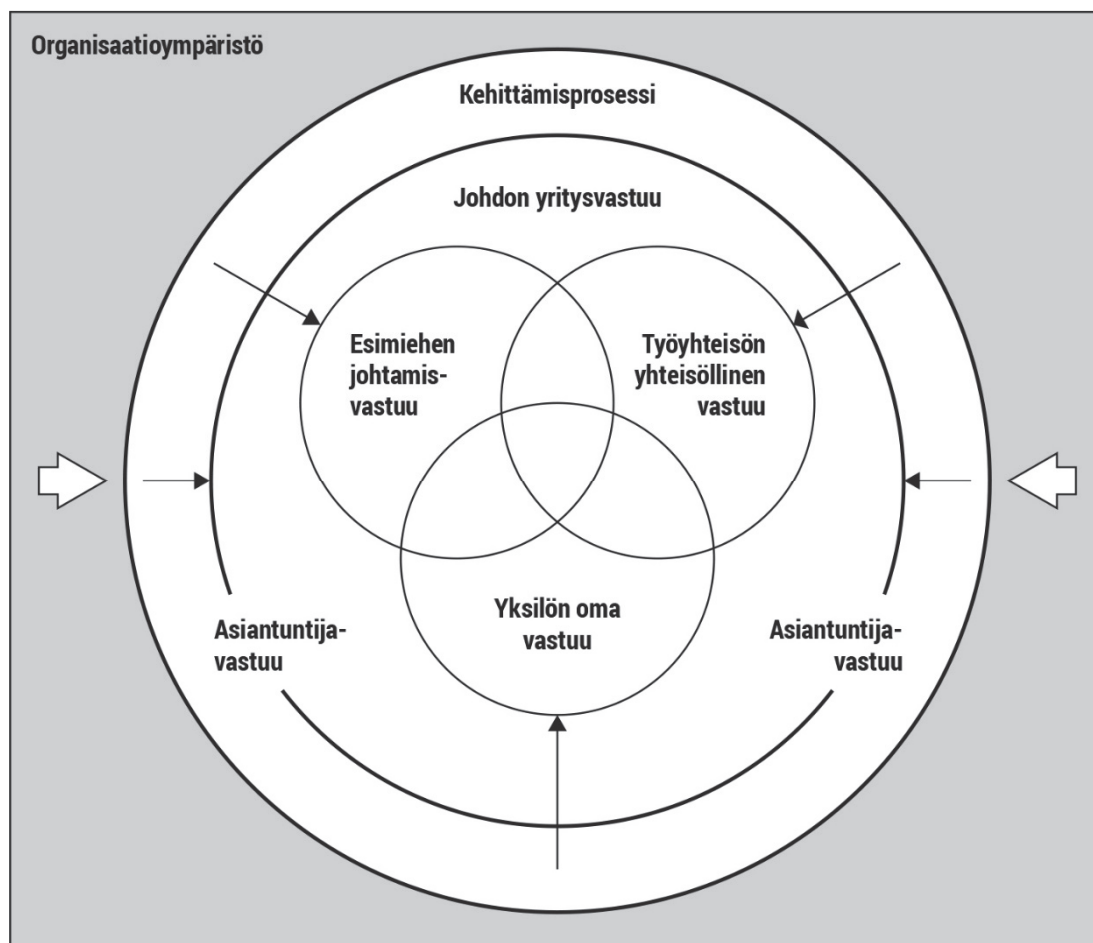 Organisaatioympäristö
Kehittämisprosessi
Johdon yritysvastuu
Esimiehen
johtamis-
vastuu
Työyhteisön
yhteisöllinen
vastuu
Yksilön oma
vastuu
Asiantuntija-
vastuu
Asiantuntija-
vastuu